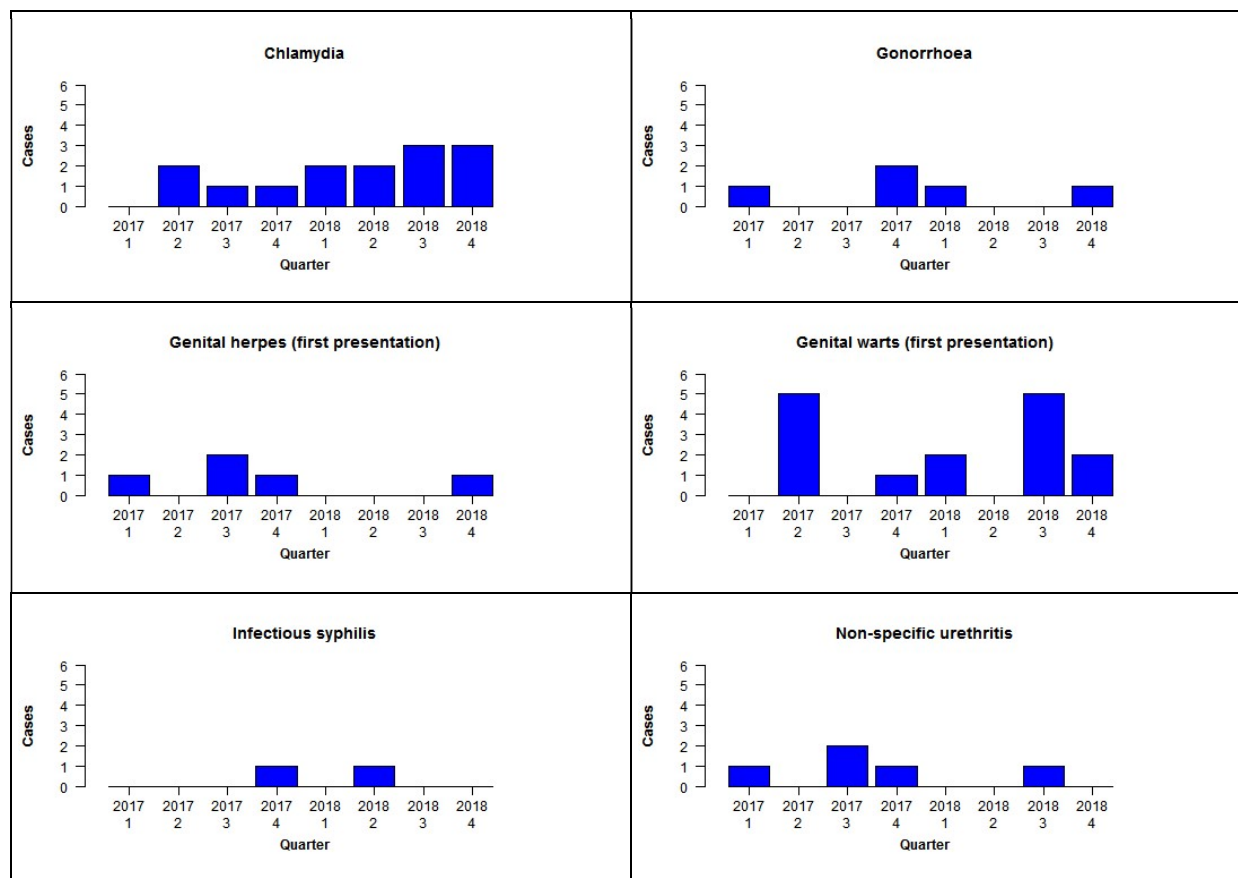 Chlamydia
6
5
4
3
2
1
0
Cases
2017 2017 2017 2017 2018 2018 2018 2018
1 2 3 4 1 2 3 4
Quarter
Gonorrhoea
6
5
4
3
2
1
0
Cases
2017 2017 2017 2017 2018 2018 2018 2018
1 2 3 4 1 2 3 4
Quarter
Genital herpes (first presentation)
6
5
4
3
2
1
0
Cases
2017 2017 2017 2017 2018 2018 2018 2018
1 2 3 4 1 2 3 4
Quarter
Genital warts (first presentation)
6
5
4
3
2
1
0
Cases
2017 2017 2017 2017 2018 2018 2018 2018
1 2 3 4 1 2 3 4
Quarter
Infectious syphilis
6
5
4
3
2
1
0
Cases
2017 2017 2017 2017 2018 2018 2018 2018
1 2 3 4 1 2 3 4
Quarter
Non-specific urethritis
6
5
4
3
2
1
0
Cases
2017 2017 2017 2017 2018 2018 2018 2018
1 2 3 4 1 2 3 4
Quarter